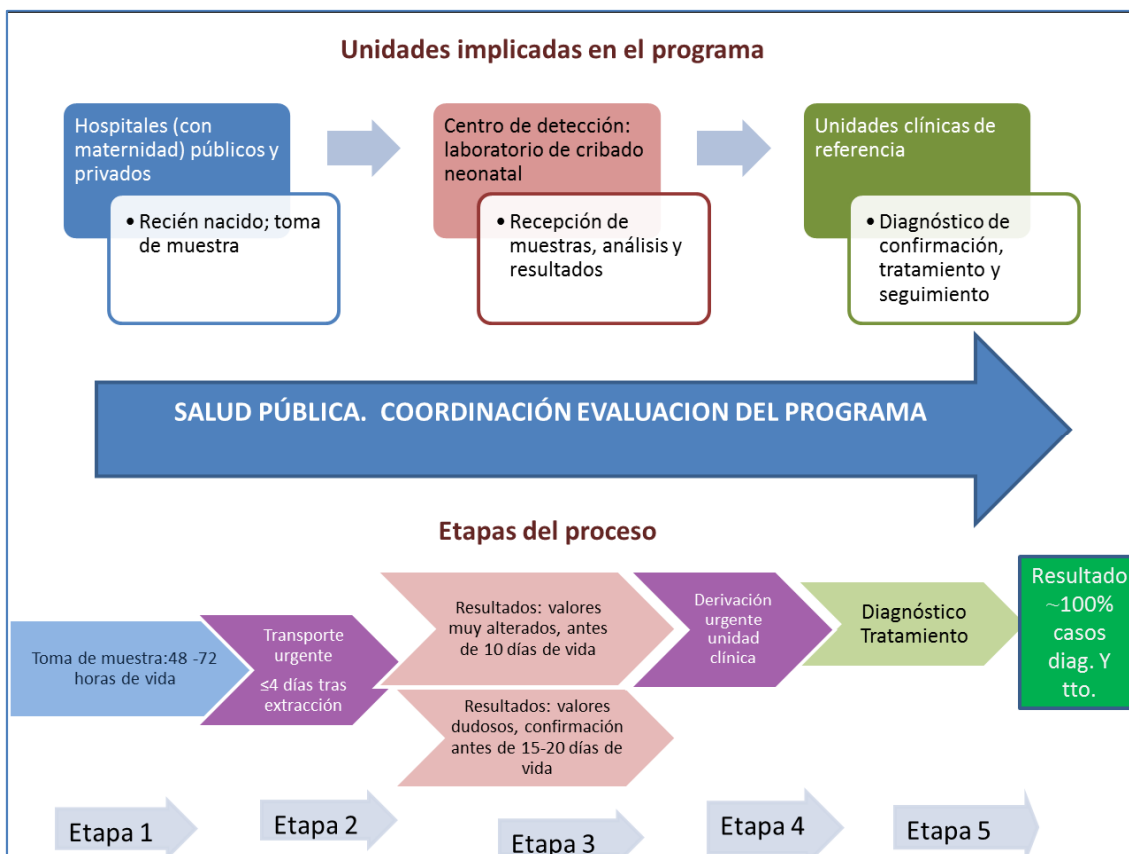 Unidades implicadas en el programa
Hospitales (con
maternidad) públicos y
privados
• Recién nacido; toma
de muestra
Centro de detección:
laboratorio de cribado
neonatal
• Recepción de
muestras, análisis y
resultados
Unidades clínicas de
referencia
• Diagnóstico de
confirmación,
tratamiento y
seguimiento
SALUD PÚBLICA. COORDINACIÓN EVALUACION DEL PROGRAMA
Etapas del proceso
Toma de muestra:48 -72
horas de vida
Transporte
urgente
≤4 días tras
extracción
Resultados: valores
muy alterados, antes
de 10 días de vida
Resultados: valores
dudosos, confirmación
antes de 15-20 días de
vida
Derivación
urgente
unidad
clínica
Diagnóstico
Tratamiento
Resultado
~100%
casos
diag. Y
tto.
Etapa 1
Etapa 2
Etapa 3
Etapa 4
Etapa 5